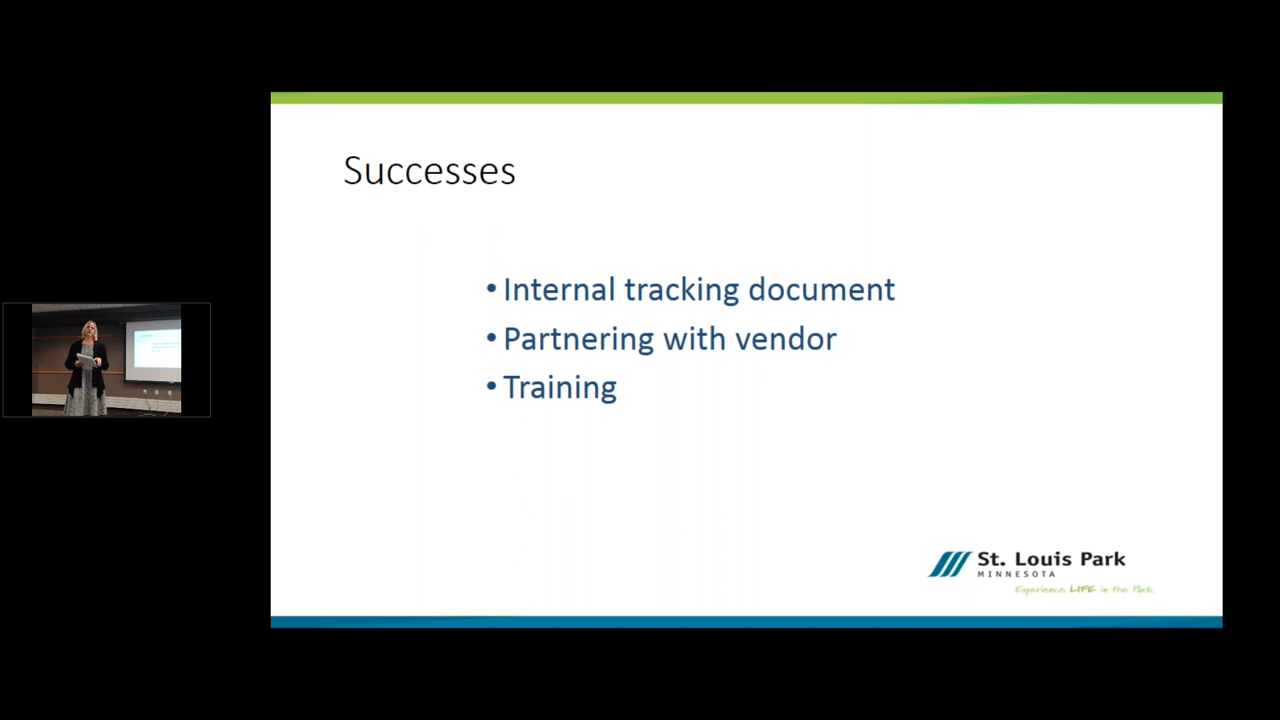 Successes
• Internal tracking document
• Partnering with vendor
• Training
St. Louis Park
MINNESOTA
Experience LIFE in the Park.